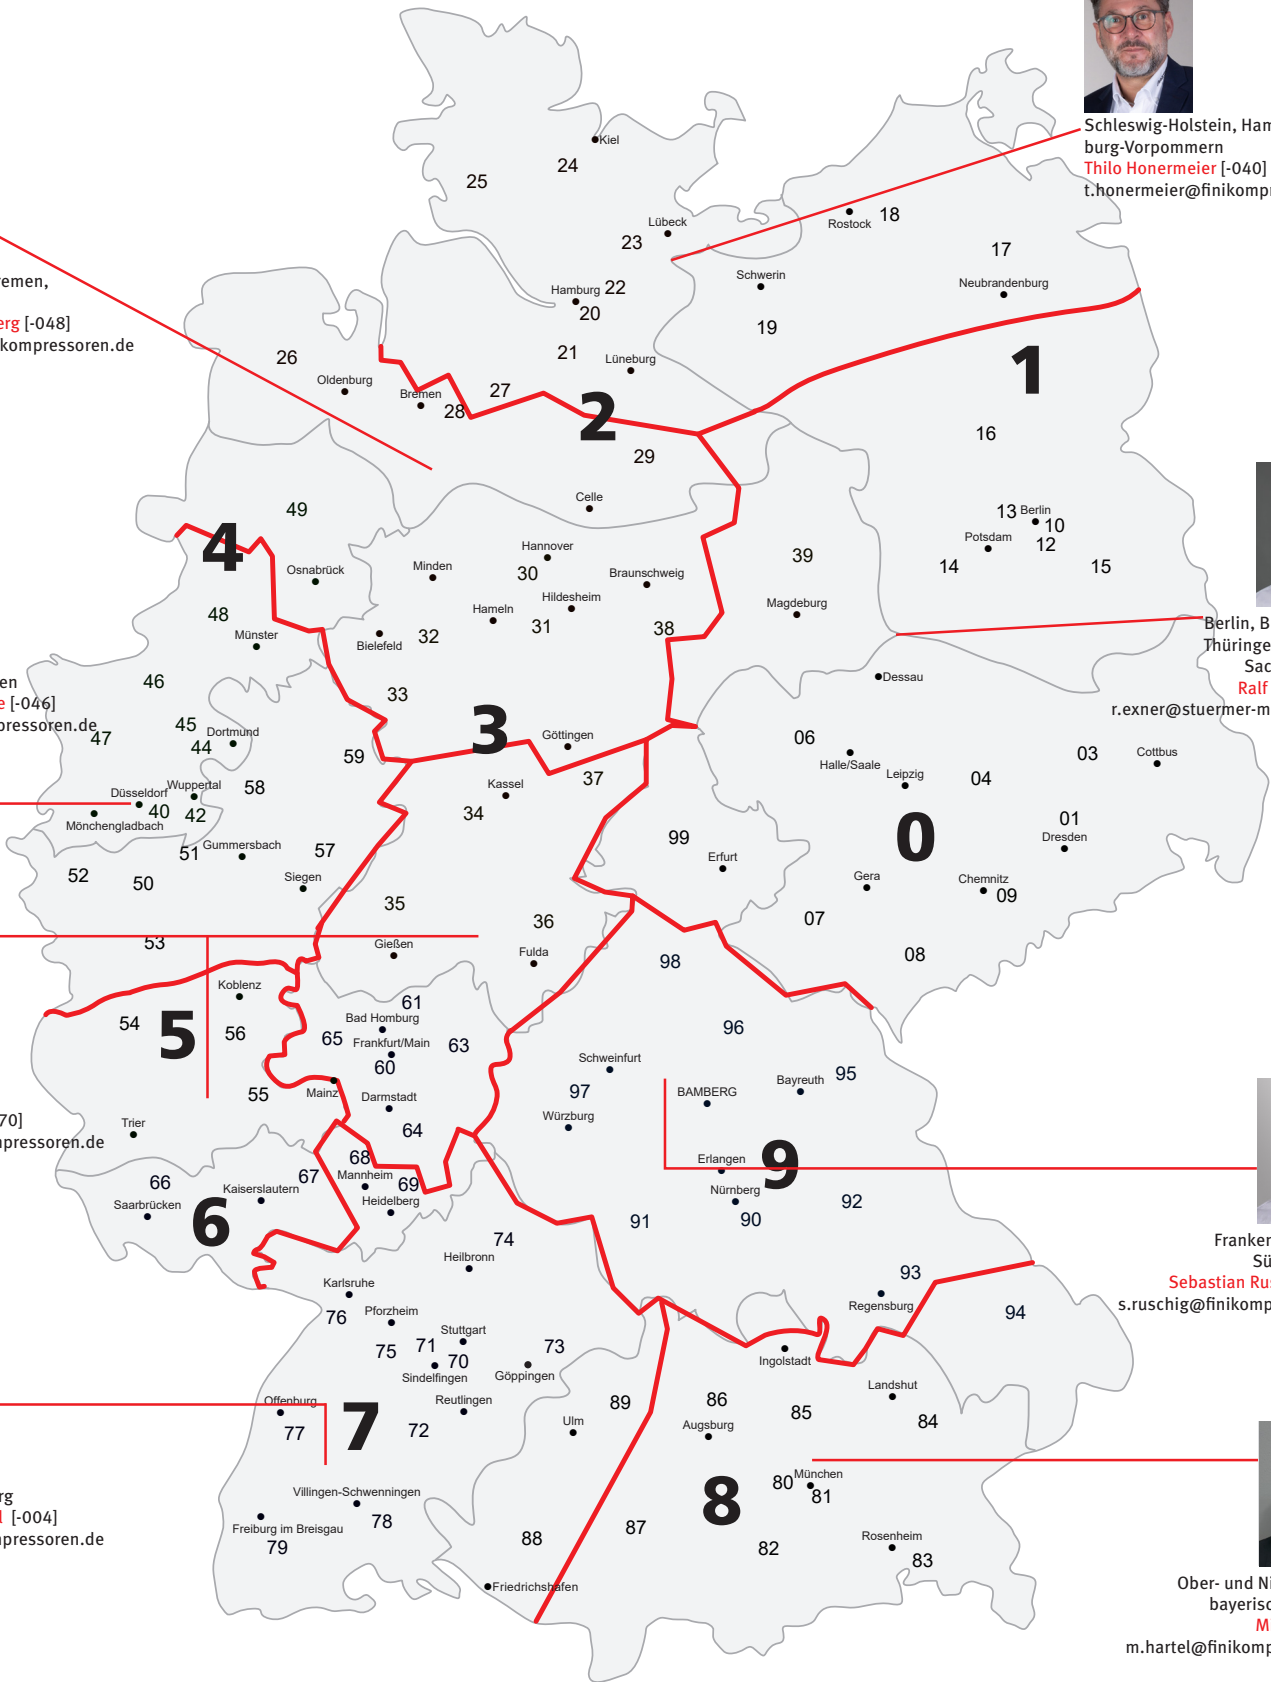 Schleswig-Holstein, Ham
burg-Vorpommern
Thilo Honermeier [-040]
t.honermeier@finikomp
Kiel
24
25
Lübeck
23
Rostock
18
17
Neubrandenburg
Schwerin
19
Hamburg 22
20
21
Lüneburg
emen,
erg [-048]
kompressoren.de
26
Oldenburg
Bremen
28
27
2
1
16
29
Celle
49
4
Osnabrück
Minden
Hannover
30
Braunschweig
Hildesheim
Hameln
31
38
39
Magdeburg
13 Berlin
10
12
Potsdam
14
15
48
Münster
Bielefeld
32
33
Berlin, B
Thüringe
Sac
Ralf
r.exner@stuermer-m
en
e [-046]
pressoren.de
46
47
45
44
Dortmund
59
3
Göttingen
37
Kassel
34
Dessau
06
Halle/Saale
Leipzig
04
03
Cottbus
01
Dresden
0
Düsseldorf
Wuppertal
58
40
42
Mönchengladbach
51
Gummersbach
57
52
50
Siegen
53
35
Gießen
36
Fulda
99
Erfurt
Gera
Chemnitz
09
07
08
98
96
Koblenz
54
5
56
55
61
Bad Homburg
65
Frankfurt/Main
63
60
Mainz
Darmstadt
64
Schweinfurt
97
Würzburg
BAMBERG
Bayreuth
95
Erlangen
9
Nürnberg
90
92
91
70]
mpressoren.de
Trier
66
Saarbrücken
Kaiserslautern
67
6
68
Mannheim
69
Heidelberg
74
Heilbronn
Franken
Sü
Sebastian Rus
s.ruschig@finikomp
93
Regensburg
94
Karlsruhe
76
Pforzheim
75
71
Stuttgart
70
Sindelfingen
73
Göppingen
Reutlingen
72
Offenburg
77
7
Ingolstadt
Landshut
84
89
Ulm
86
Augsburg
85
80
München
81
8
87
82
Rosenheim
83
rg
l [-004]
mpressoren.de
Villingen-Schwenningen
78
Freiburg im Breisgau
79
88
Friedrichshafen
Ober- und Ni
bayerisc
M
m.hartel@finikomp